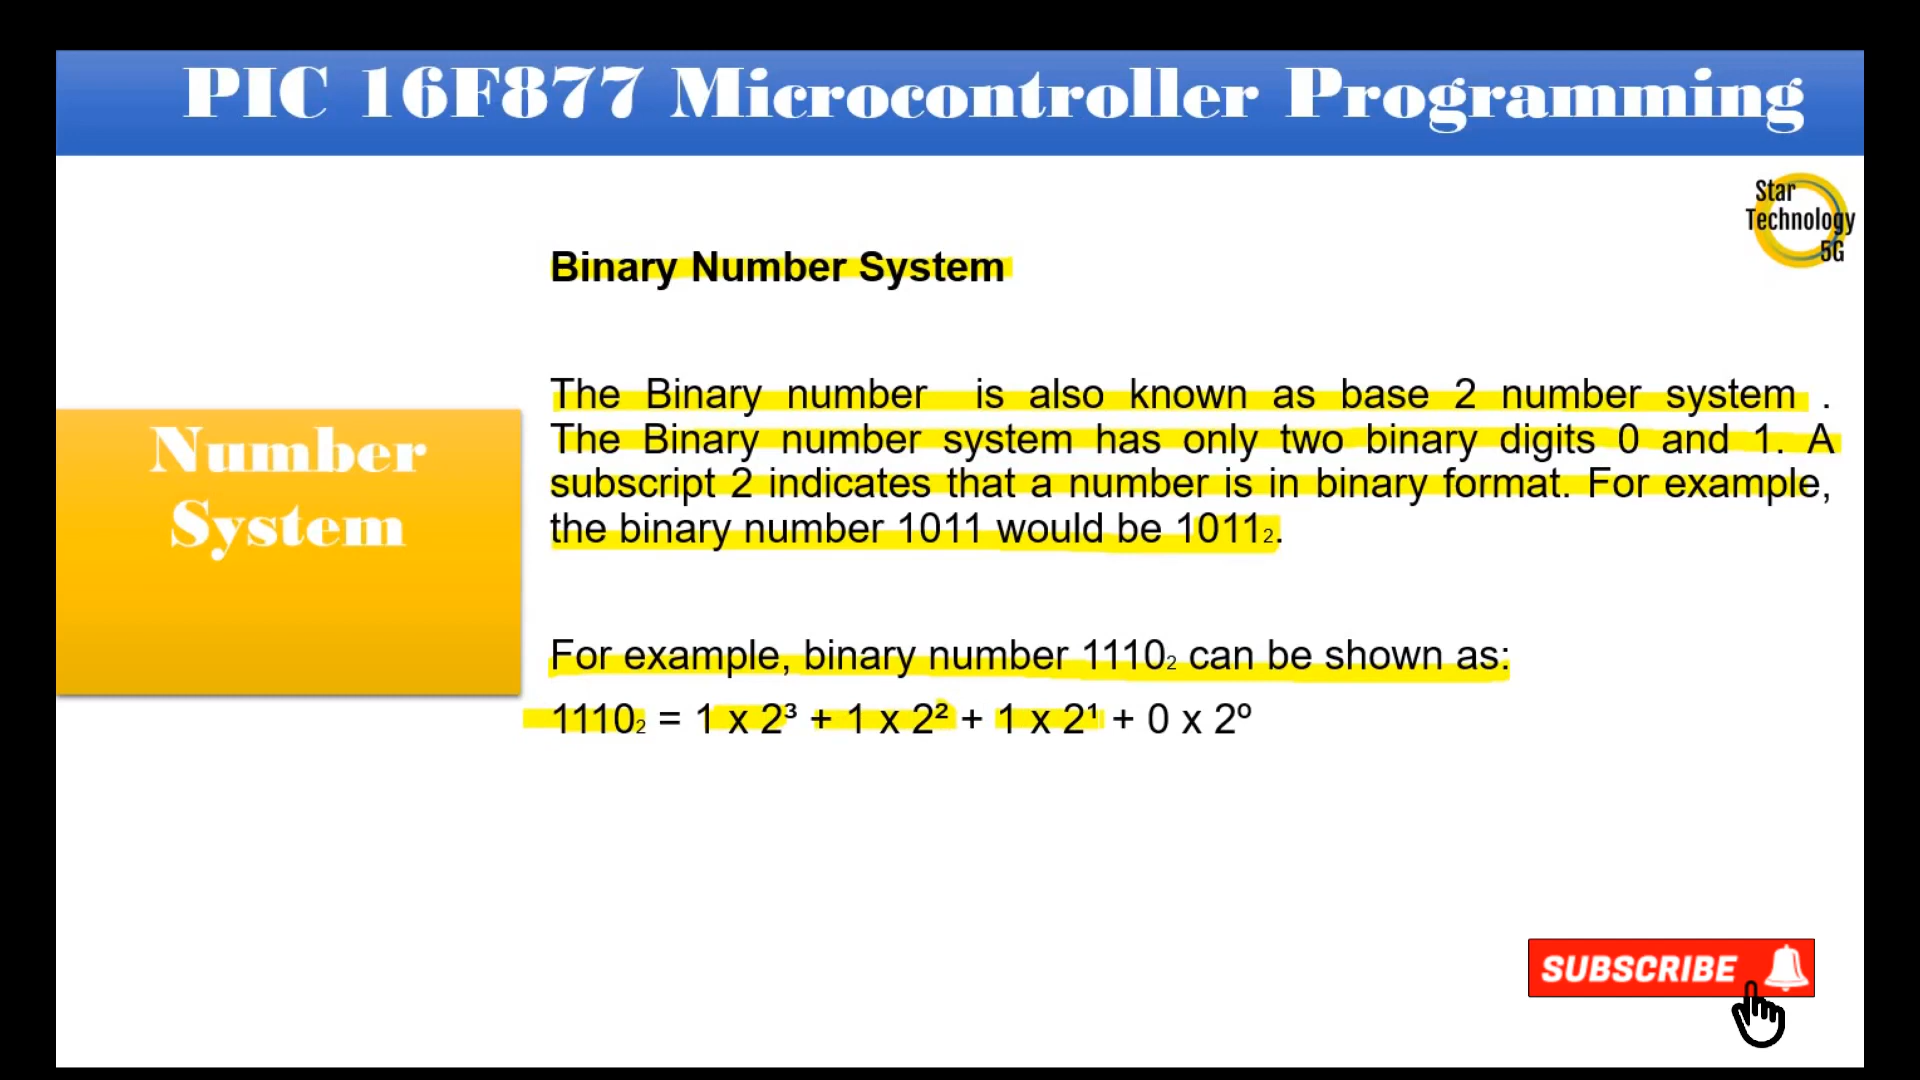 PIC 16F877 Microcontroller Programming
Star
Technology
5G
Binary Number System
Number
System
The Binary number is also known as base 2 number system .
The Binary number system has only two binary digits 0 and 1. A
subscript 2 indicates that a number is in binary format. For example,
the binary number 1011 would be 1011₂.
For example, binary number 1110₂ can be shown as:
1110₂ = 1 x 2³ + 1 x 2² + 1 x 2¹ + 0 x 2º
SUBSCRIBE